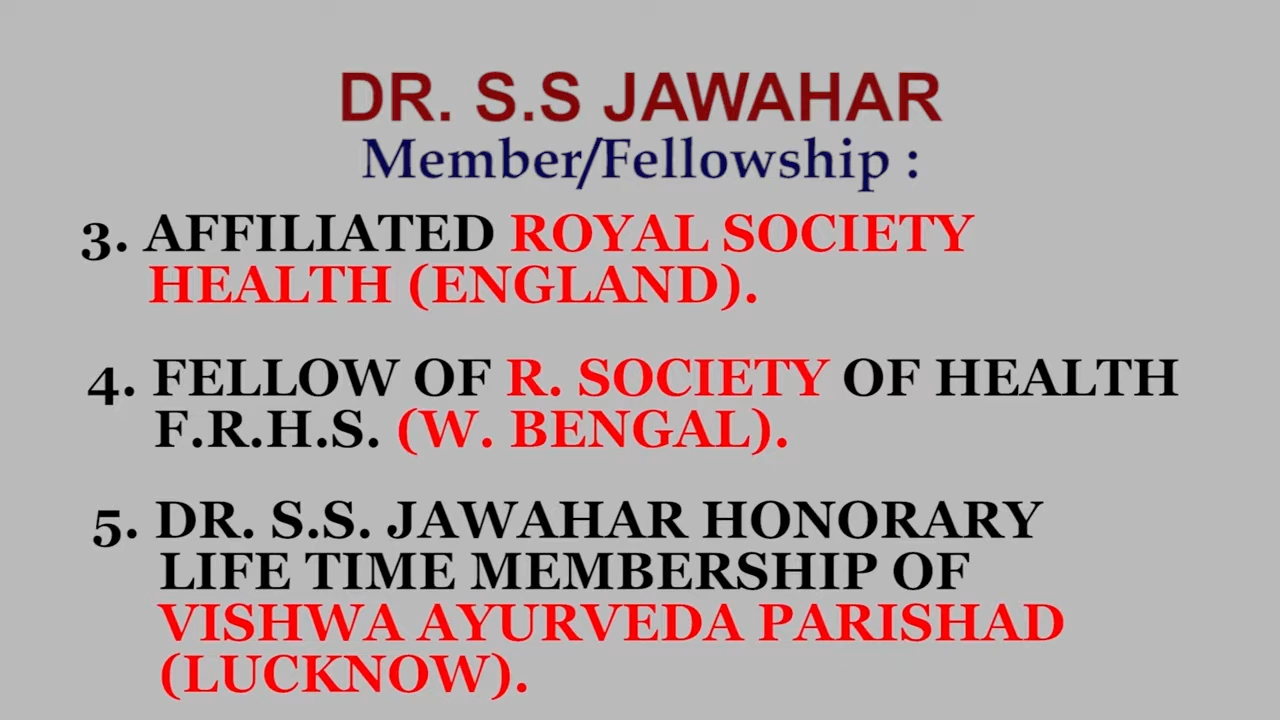 DR. S.S JAWAHAR
Member/Fellowship :
3. AFFILIATED ROYAL SOCIETY
HEALTH (ENGLAND).
4. FELLOW OF R. SOCIETY OF HEALTH
F.R.H.S. (W. BENGAL).
5. DR. S.S. JAWAHAR HONORARY
LIFE TIME MEMBERSHIP OF
VISHWA AYURVEDA PARISHAD
(LUCKNOW).